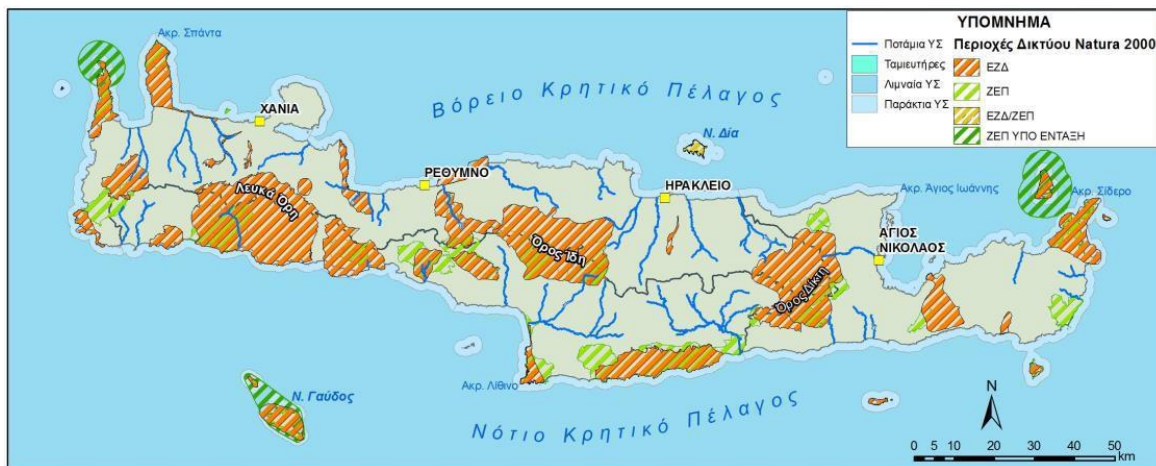 ΥΠΟΜΝΗΜΑ
Ποτάμια ΥΣ
Ταμιευτήρες
Λιμναία ΥΣ
Παράκτια ΥΣ
Περιοχές Δικτύου Natura 2000
ΕΖΔ
ΖΕΠ
ΕΖΔ/ΖΕΠ
ΖΕΠ ΥΠΟ ΕΝΤΑΞΗ
Ακρ. Σπάντα
ΧΑΝΙΑ
Βόρειο Κρητικό Πέλαγος
Ν. Δία
ΡΕΘΥΜΝΟ
ΗΡΑΚΛΕΙΟ
Ακρ. Άγιος Ιωάννης
Ακρ. Σίδερο
Λευκά Όρη
Όρος Ίδη
ΑΓΙΟΣ
ΝΙΚΟΛΑΟΣ
Όρος Δίκτη
Ακρ. Λίθινο
Ν. Γαύδος
Νότιο Κρητικό Πέλαγος
N
0 5 10 20 30 40 50
km